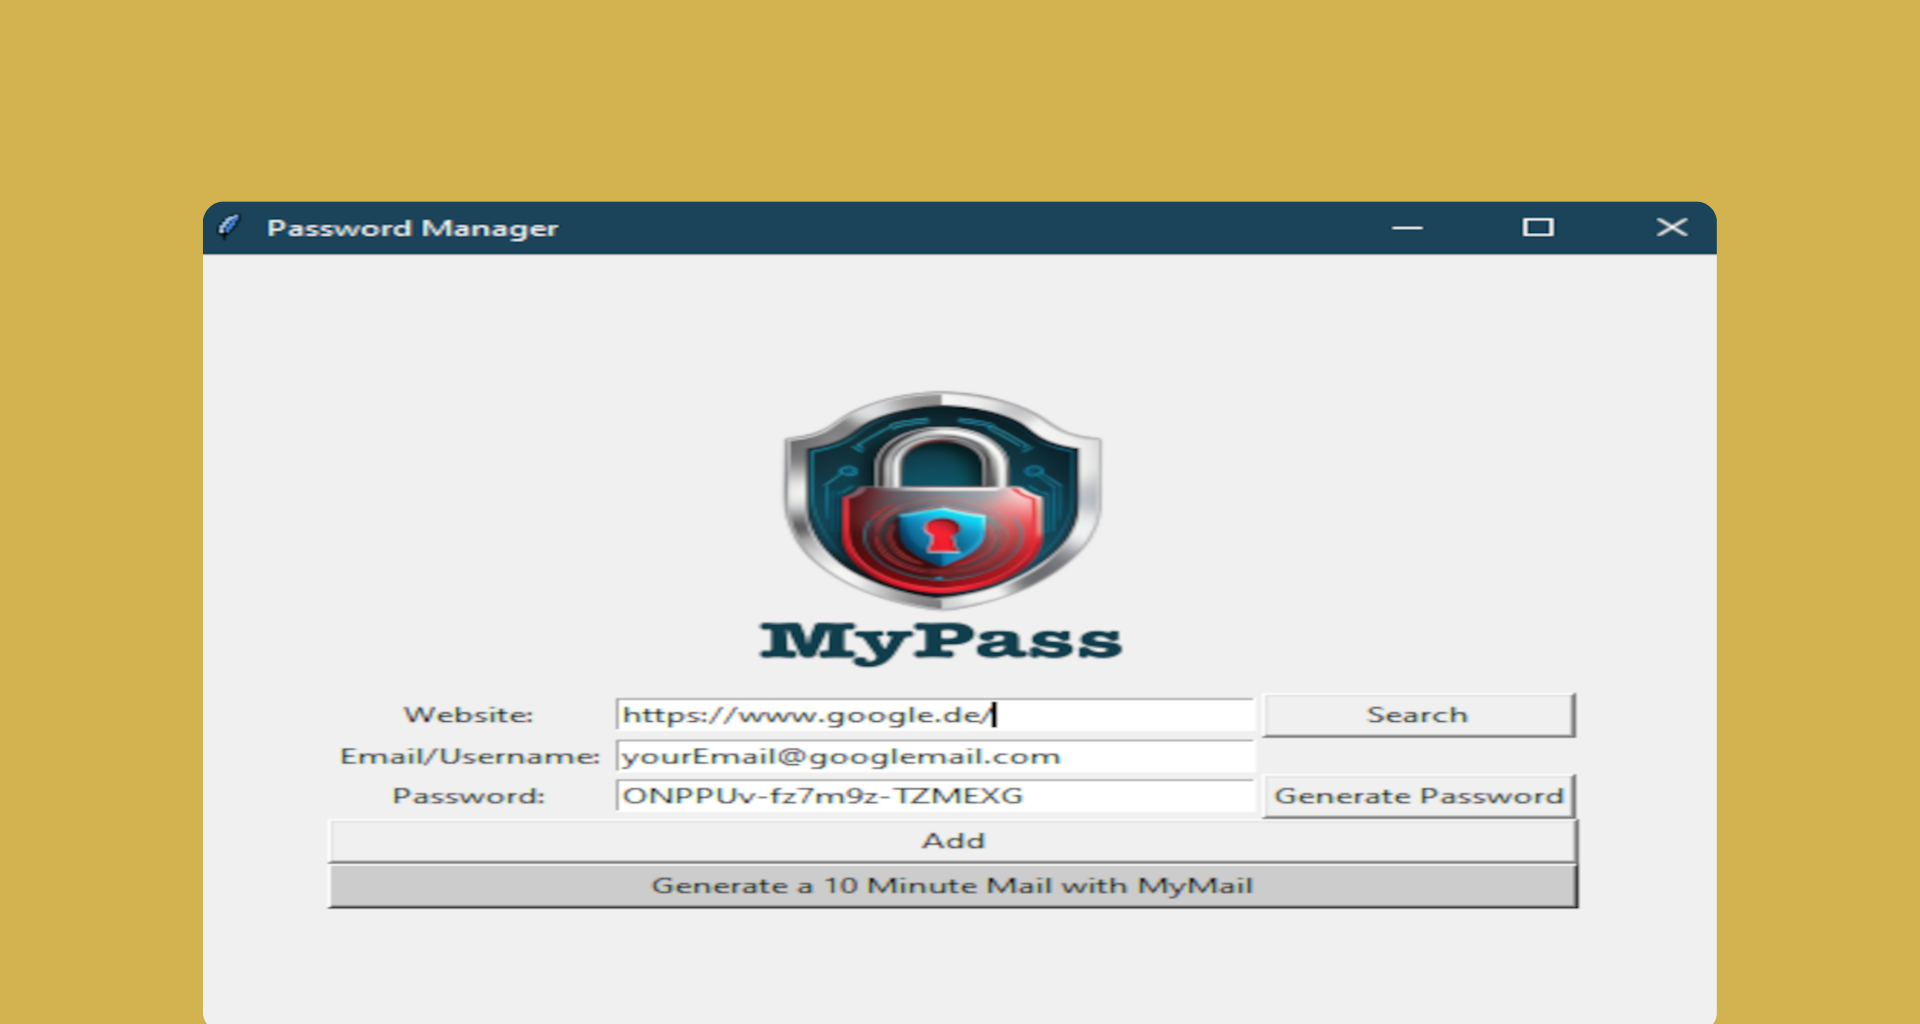 Password Manager
MyPass
Website: https://www.google.de/ Search
Email/Username: yourEmail@googlemail.com
Password: ONPPUv-fz7m9z-TZMEXG Generate Password
Add
Generate a 10 Minute Mail with MyMail